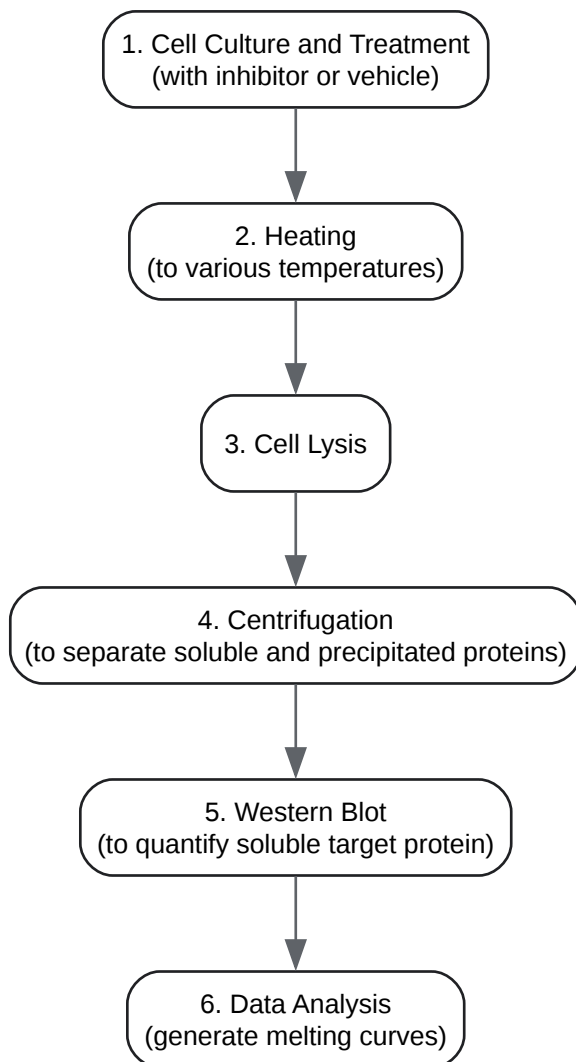 1. Cell Culture and Treatment
(with inhibitor or vehicle)
2. Heating
(to various temperatures)
3. Cell Lysis
4. Centrifugation
(to separate soluble and precipitated proteins)
5. Western Blot
(to quantify soluble target protein)
6. Data Analysis
(generate melting curves)